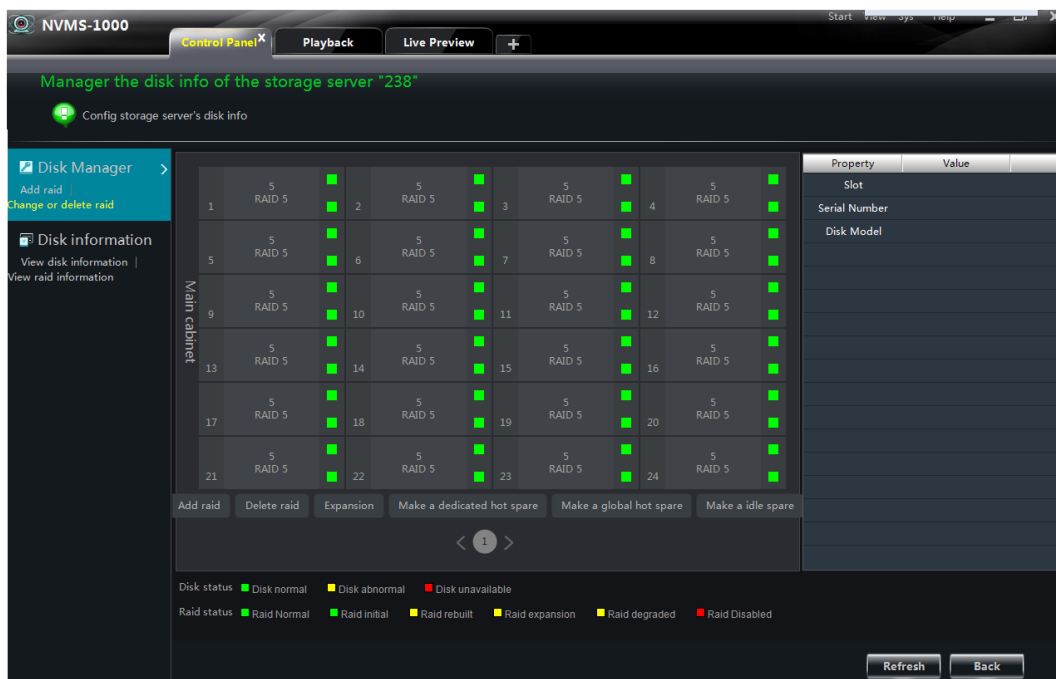 Start View Sys Help
NVMS-1000
Control Panel X Playback Live Preview +
Manager the disk info of the storage server "238"
Config storage server's disk info
Disk Manager >
Add raid |
Change or delete raid
Disk information
View disk information |
View raid information
Main cabinet
5 5 5 5
1 RAID 5 2 RAID 5 3 RAID 5 4 RAID 5
5 5 5 5
5 RAID 5 6 RAID 5 7 RAID 5 8 RAID 5
5 5 5 5
9 RAID 5 10 RAID 5 11 RAID 5 12 RAID 5
5 5 5 5
13 RAID 5 14 RAID 5 15 RAID 5 16 RAID 5
5 5 5 5
17 RAID 5 18 RAID 5 19 RAID 5 20 RAID 5
5 5 5 5
21 RAID 5 22 RAID 5 23 RAID 5 24 RAID 5
Add raid Delete raid Expansion Make a dedicated hot spare Make a global hot spare Make a idle spare
< 1 >
Property Value
Slot
Serial Number
Disk Model
Disk status Disk normal Disk abnormal Disk unavailable
Raid status Raid Normal Raid initial Raid rebuilt Raid expansion Raid degraded Raid Disabled
Refresh Back